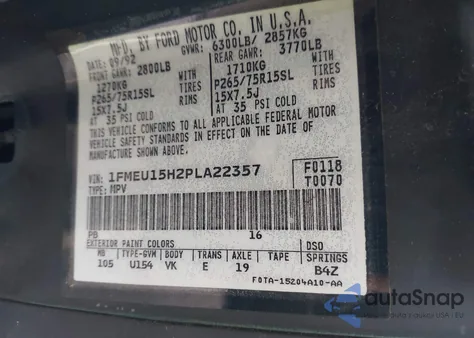 MFD. BY FORD MOTOR CO. IN U.S.A.
DATE: 09/92 GVWR: 6300LB/ 2857KG
FRONT GAWR: 2800LB REAR GAWR: 3770LB
1270KG WITH 1710KG WITH
P265/75R15SL TIRES P265/75R15SL TIRES
15X7.5J RIMS 15X7.5J RIMS
AT 35 PSI COLD AT 35 PSI COLD
THIS VEHICLE CONFORMS TO ALL APPLICABLE FEDERAL MOTOR
VEHICLE SAFETY STANDARDS IN EFFECT ON THE DATE OF
MANUFACTURE SHOWN ABOVE.
VIN: 1FMEU15H2PLA22357 F0118
TYPE: MPV T0070
PB 16
EXTERIOR PAINT COLORS DSO
WB TYPE-GVW BODY TRANS AXLE SPRINGS
105 U154 VK E 19 B4Z
F0TA-15204A10-AA
autoSnap